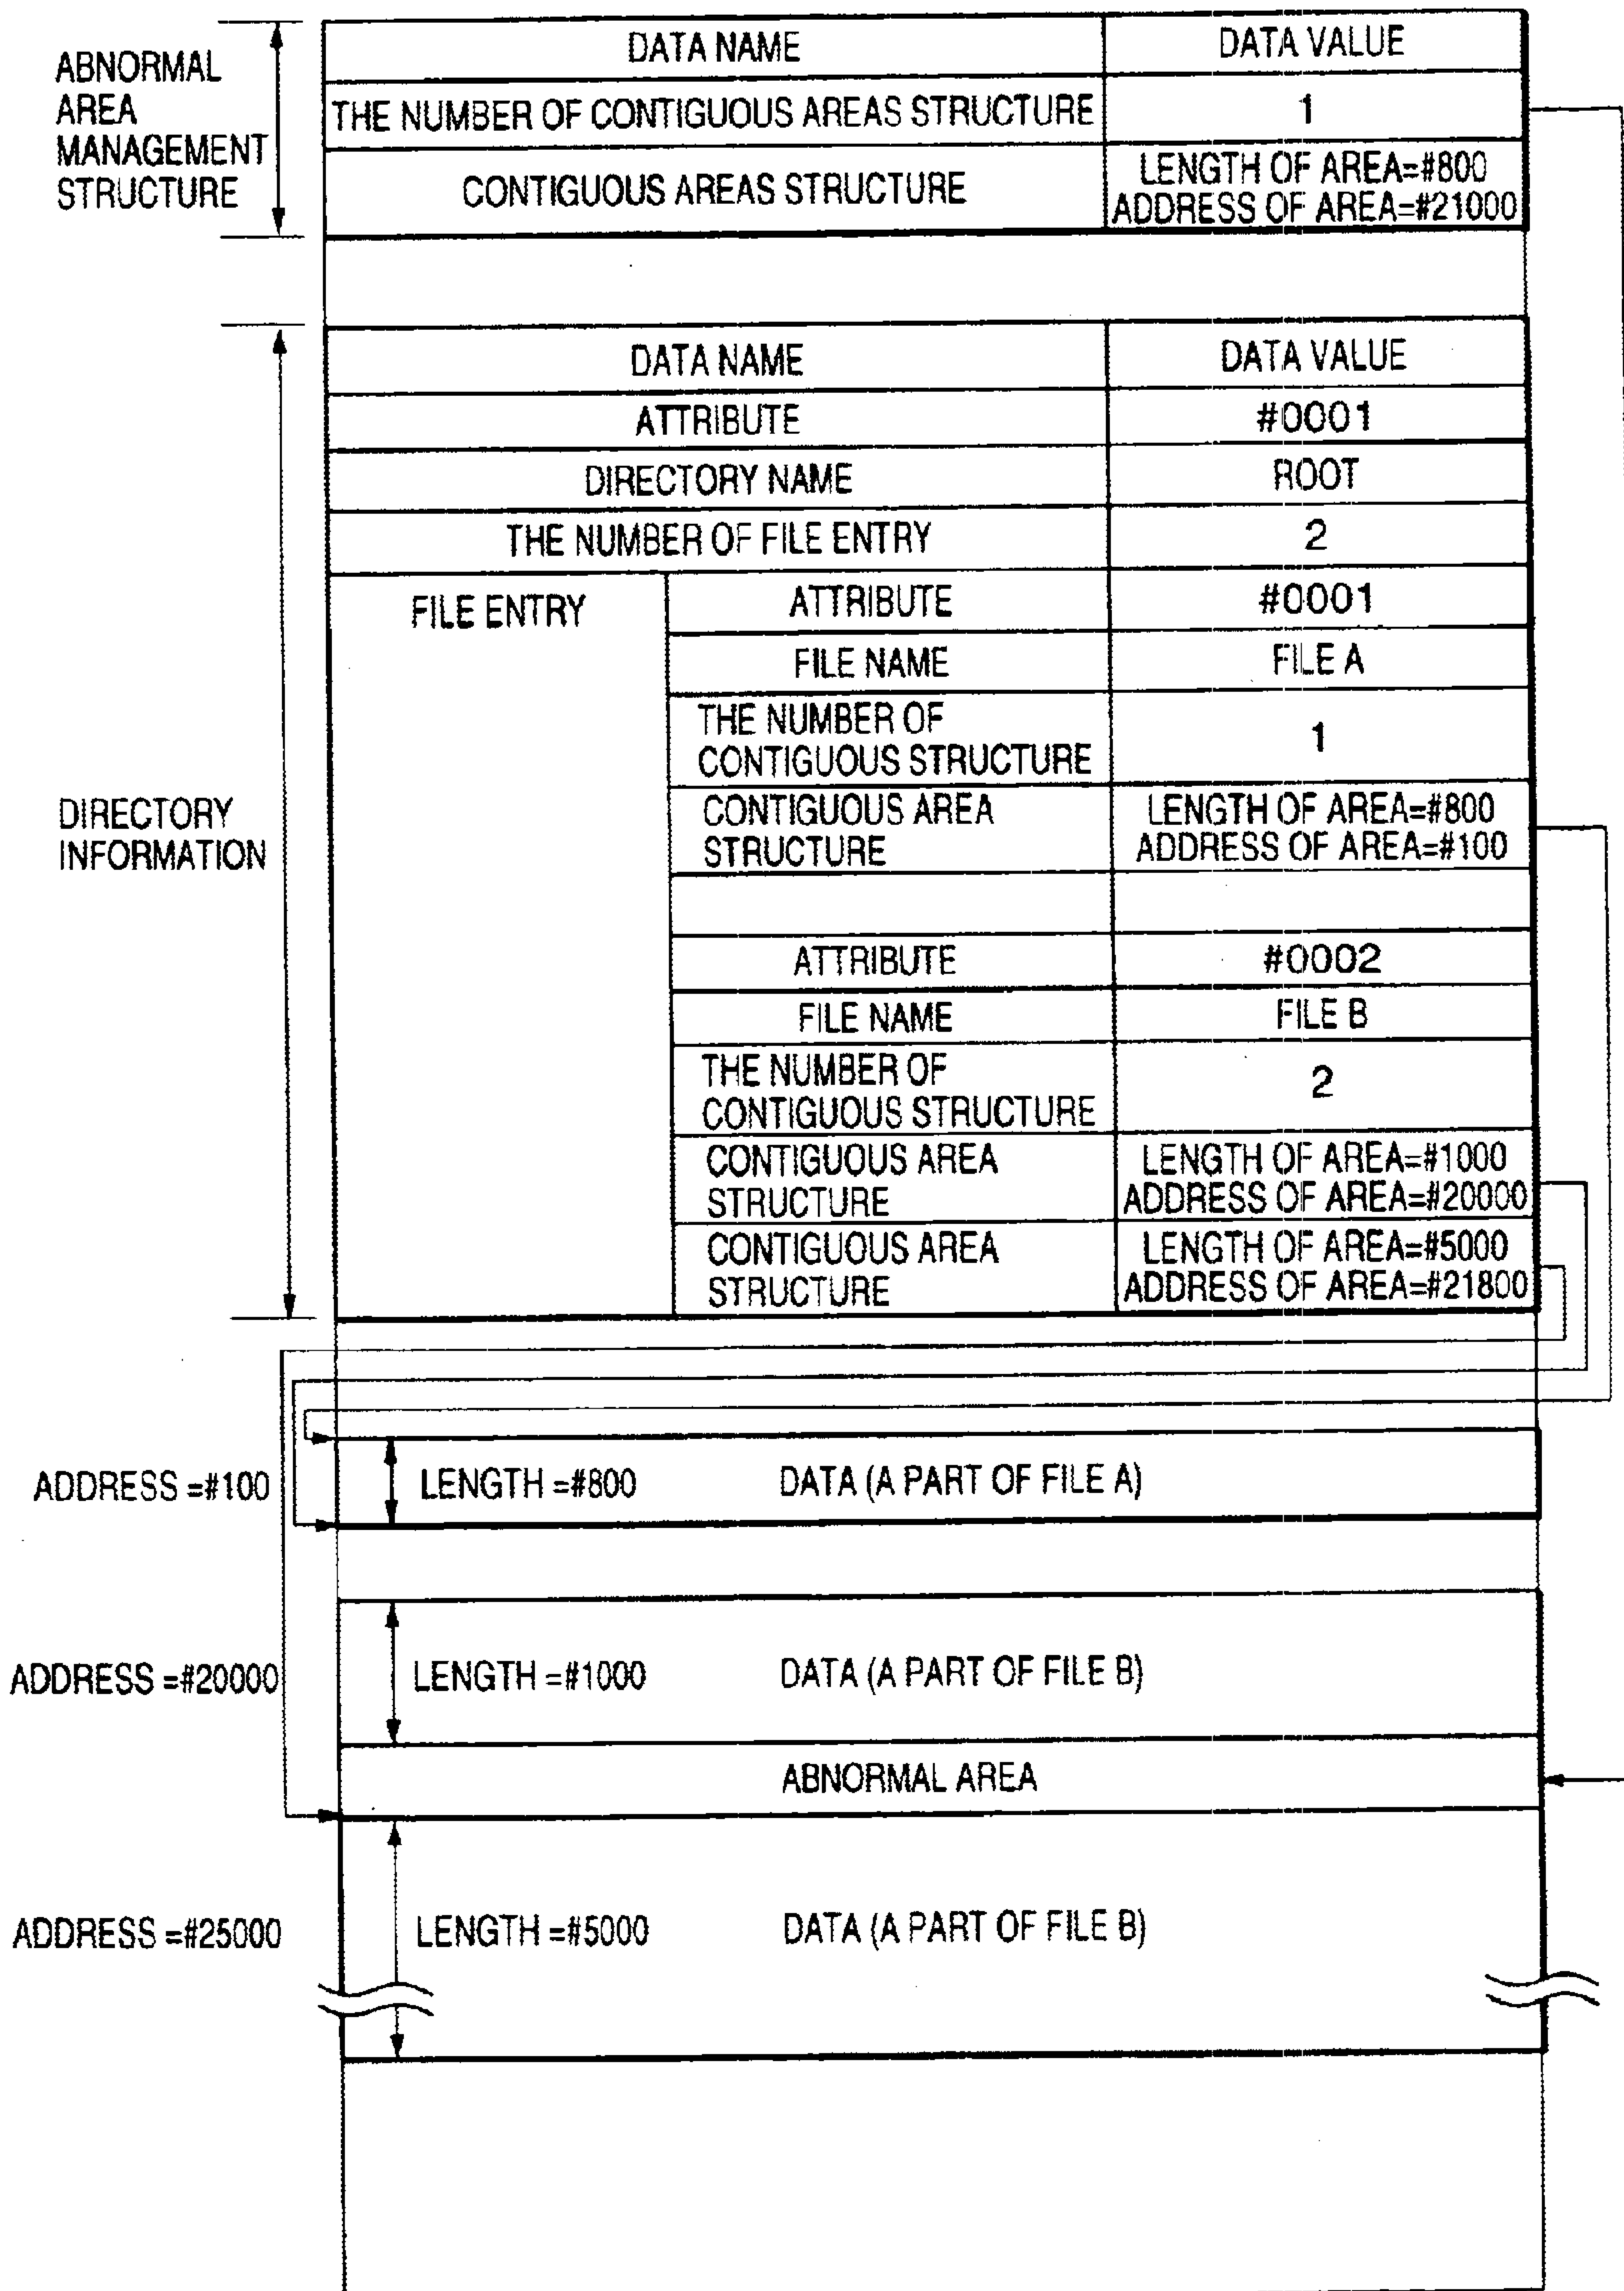 ABNORMAL
AREA
MANAGEMENT
STRUCTURE
DATA NAME DATA VALUE
THE NUMBER OF CONTIGUOUS AREAS STRUCTURE 1
CONTIGUOUS AREAS STRUCTURE LENGTH OF AREA=#800
ADDRESS OF AREA=#21000
DIRECTORY
INFORMATION
DATA NAME DATA VALUE
ATTRIBUTE #0001
DIRECTORY NAME ROOT
THE NUMBER OF FILE ENTRY 2
FILE ENTRY ATTRIBUTE #0001
FILE NAME FILE A
THE NUMBER OF
CONTIGUOUS STRUCTURE 1
CONTIGUOUS AREA LENGTH OF AREA=#800
STRUCTURE ADDRESS OF AREA=#100
ATTRIBUTE #0002
FILE NAME FILE B
THE NUMBER OF
CONTIGUOUS STRUCTURE 2
CONTIGUOUS AREA LENGTH OF AREA=#1000
STRUCTURE ADDRESS OF AREA=#20000
CONTIGUOUS AREA LENGTH OF AREA=#5000
STRUCTURE ADDRESS OF AREA=#21800
ADDRESS =#100 LENGTH =#800 DATA (A PART OF FILE A)
ADDRESS =#20000 LENGTH =#1000 DATA (A PART OF FILE B)
ABNORMAL AREA
ADDRESS =#25000 LENGTH =#5000 DATA (A PART OF FILE B)